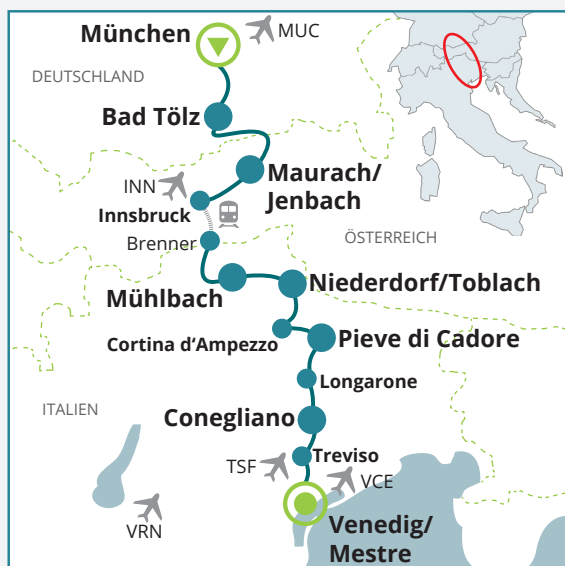 München
MUC
DEUTSCHLAND
Bad Tölz
Maurach/
Jenbach
INN
Innsbruck
Brenner
ÖSTERREICH
Mühlbach
Niederdorf/Toblach
Cortina d'Ampezzo
Pieve di Cadore
Longarone
ITALIEN
Conegliano
Treviso
TSF
VCE
VRN
Venedig/
Mestre